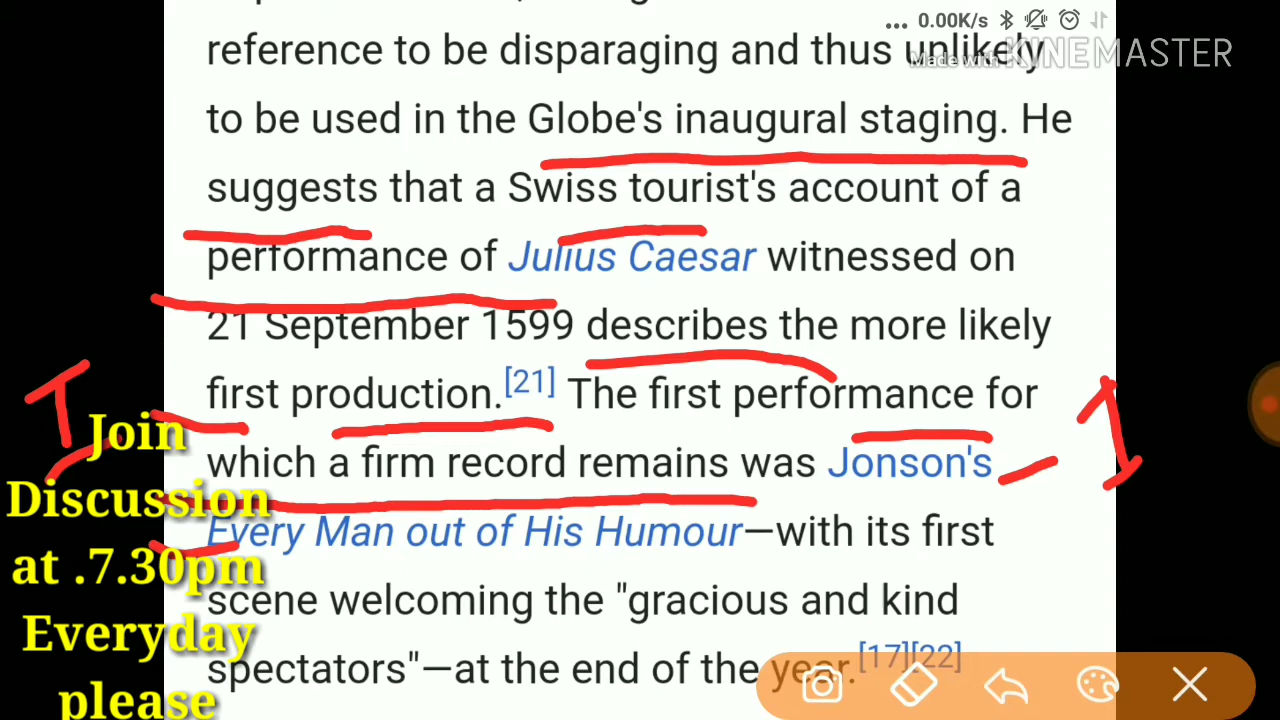 ... 0.00K/s
Made with KINEMASTER
reference to be disparaging and thus unlikely
to be used in the Globe's inaugural staging. He
suggests that a Swiss tourist's account of a
performance of Julius Caesar witnessed on
21 September 1599 describes the more likely
first production.[21] The first performance for
which a firm record remains was Jonson's
Every Man out of His Humour—with its first
scene welcoming the "gracious and kind
spectators"—at the end of the year.[17][22]
Join
Discussion
at .7.30pm
Everyday
please